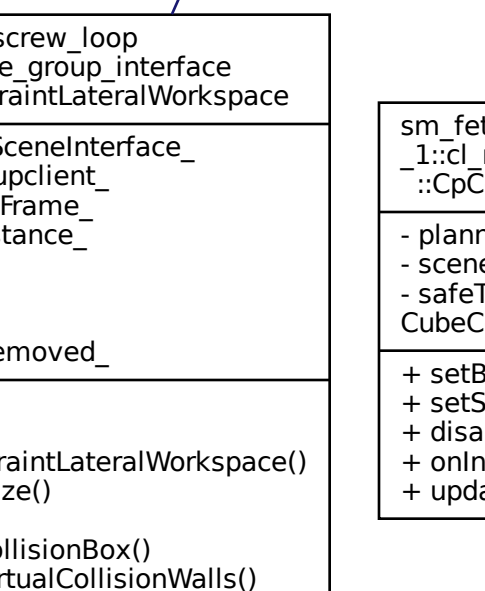 screw_loop
e_group_interface
raintLateralWorkspace
SceneInterface_
upclient_
Frame_
tance_
emoved_
raintLateralWorkspace()
ze()
ollisionBox()
rtualCollisionWalls()
sm_fet
_1::cl_
::CpC
- plann
- scene
- safeT
CubeC
+ setB
+ setS
+ disa
+ onIn
+ upda